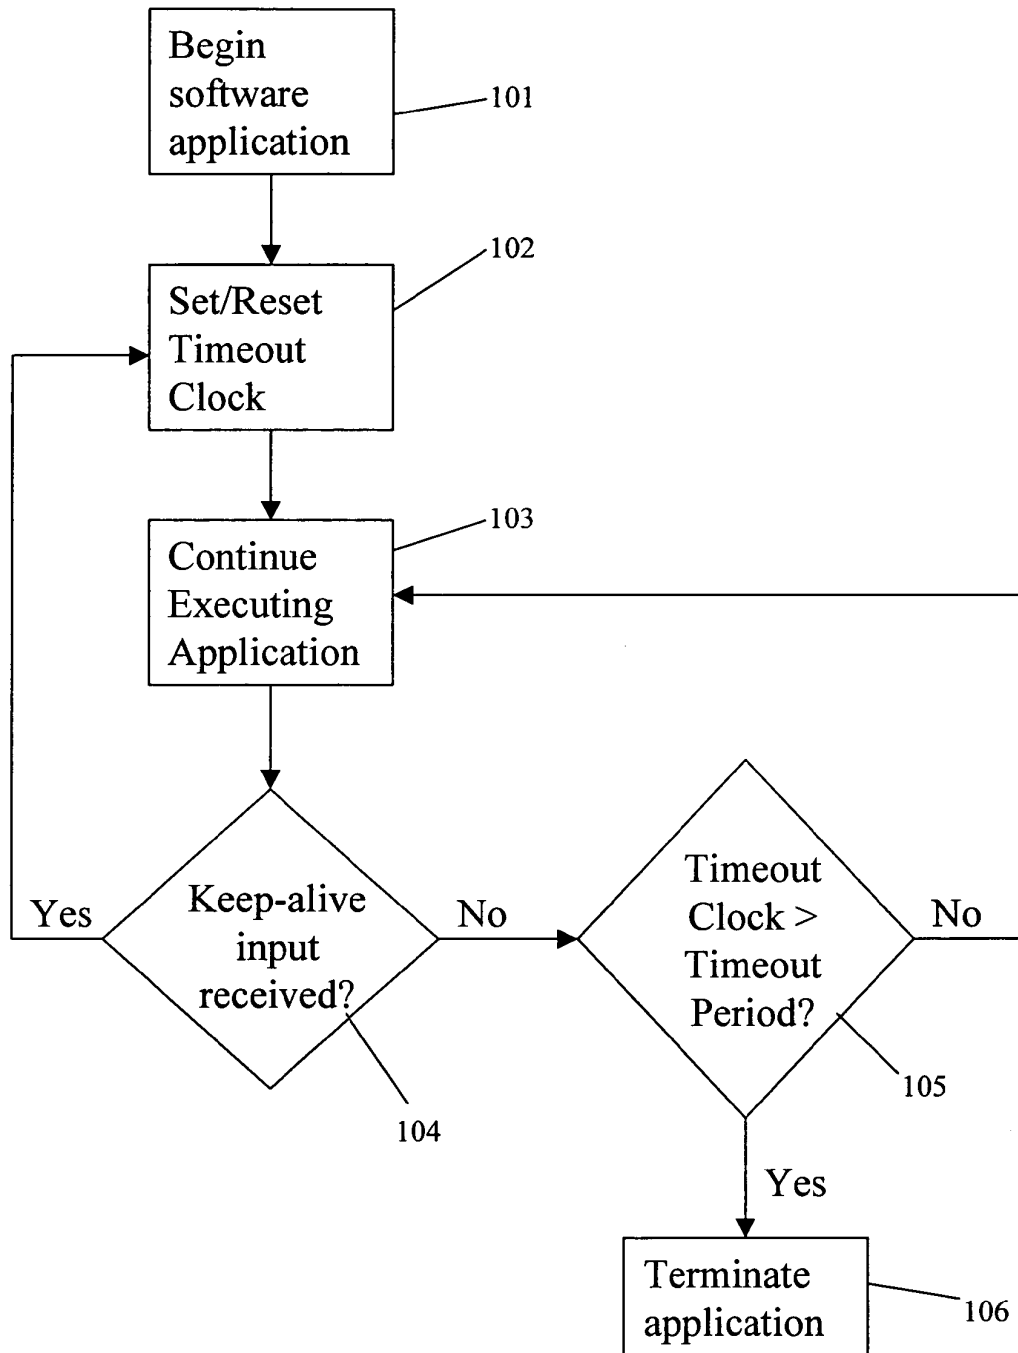 Begin
software
application
101
102
Set/Reset
Timeout
Clock
103
Continue
Executing
Application
Yes
Keep-alive
input
received?
No
104
Timeout
Clock >
Timeout
Period?
No
105
Yes
Terminate
application
106